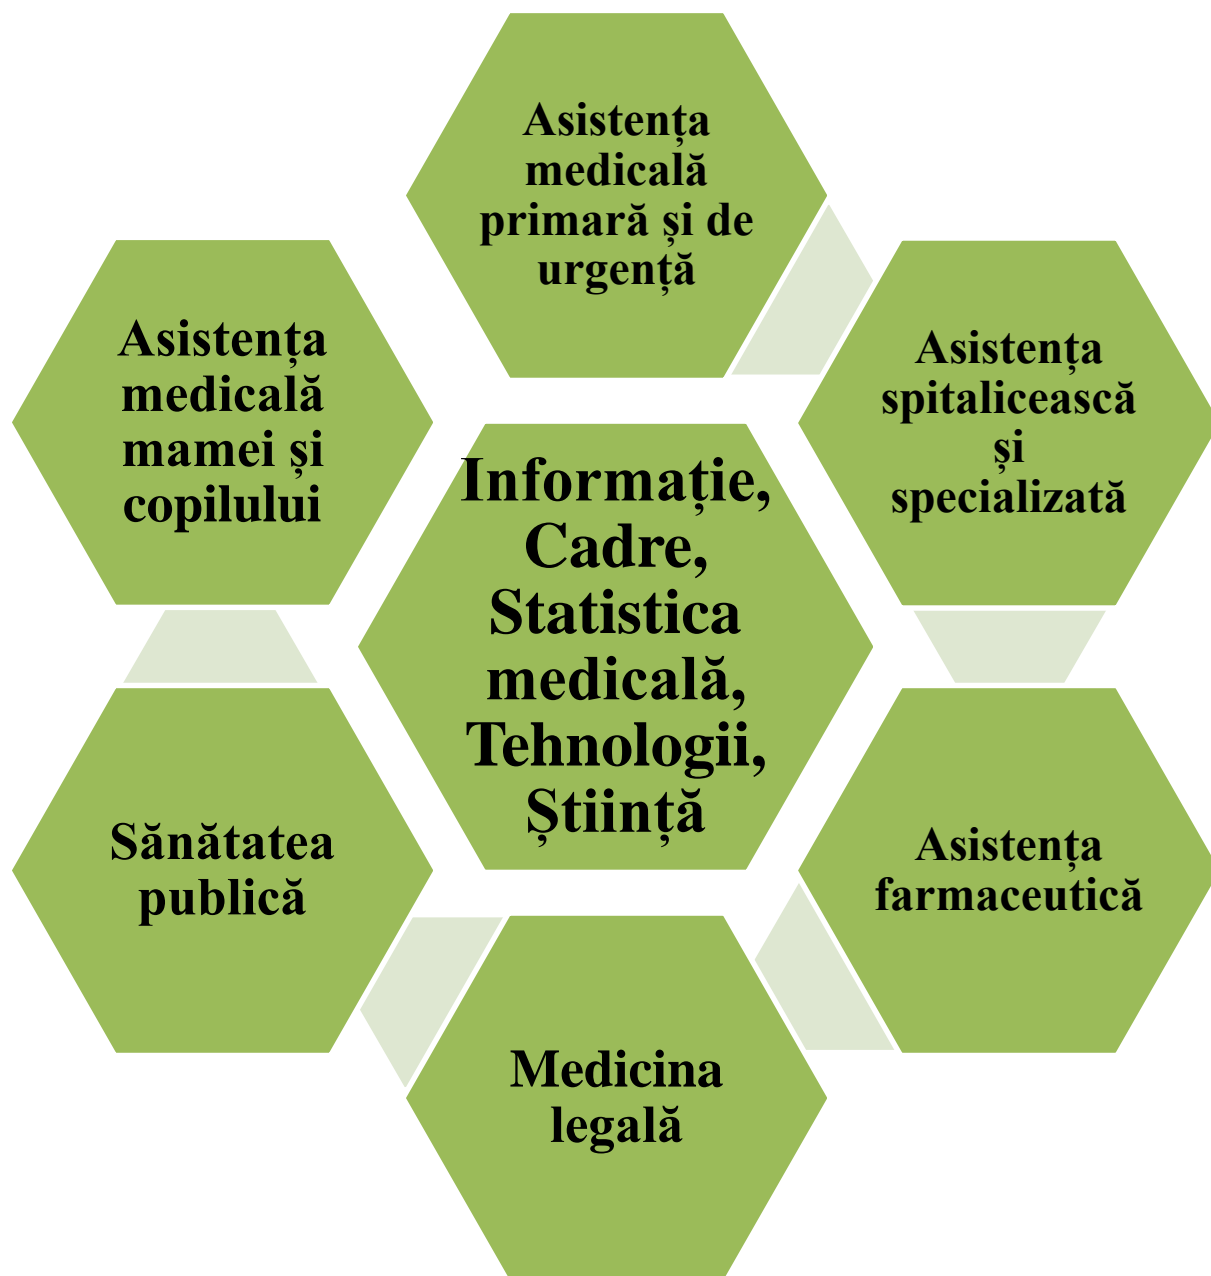 Asistența
medicală
primară și de
urgență
Asistența
medicală
mamei și
copilului
Asistența
spitalicească
și
specializată
Informație,
Cadre,
Statistica
medicală,
Tehnologii,
Știință
Sănătatea
publică
Asistența
farmaceutică
Medicina
legală